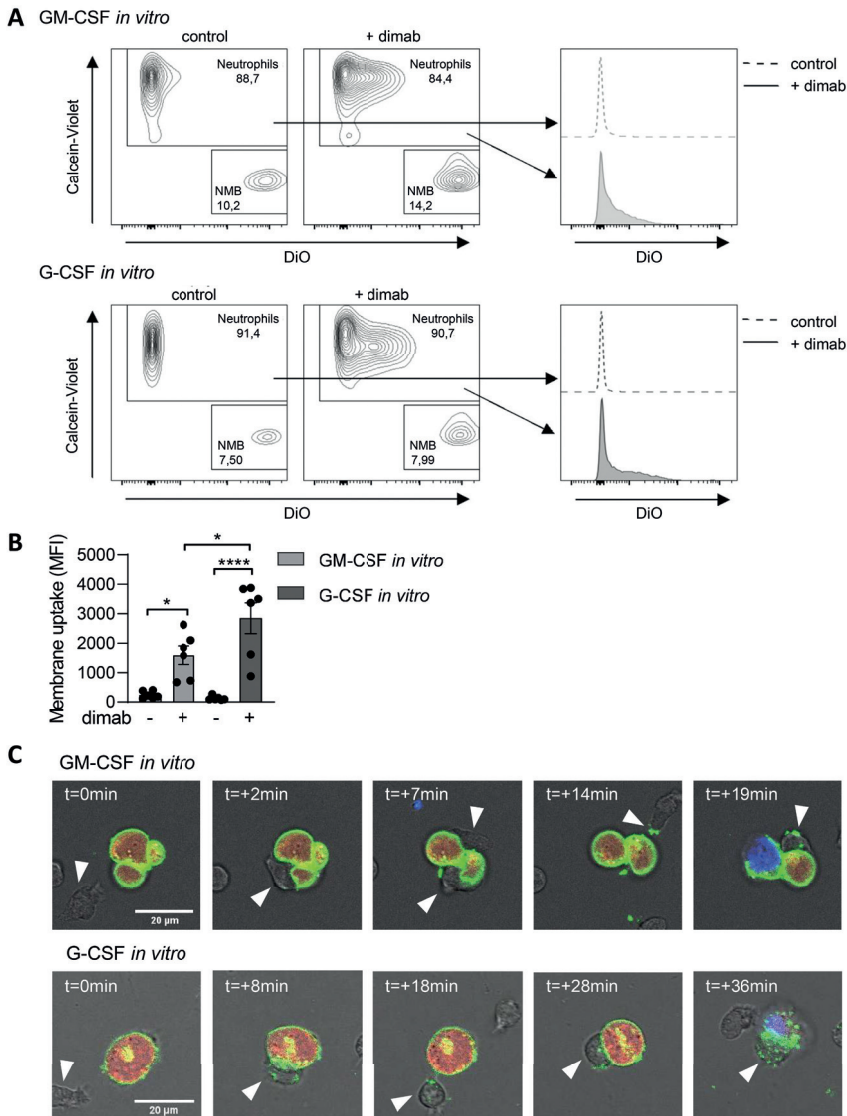 A
GM-CSF in vitro
control
+ dimab
Neutrophils
88,7
Neutrophils
84,4
NMB
10,2
NMB
14,2
Calcein-Violet
DiO
DiO
control
+ dimab
G-CSF in vitro
control
+ dimab
Neutrophils
91,4
Neutrophils
90,7
NMB
7,50
NMB
7,99
Calcein-Violet
DiO
DiO
control
+ dimab
B
Membrane uptake (MFI)
5000
4000
3000
2000
1000
0
*
*
****
dimab - + - +
GM-CSF in vitro
G-CSF in vitro
C
GM-CSF in vitro
t=0min
t=+2min
t=+7min
t=+14min
t=+19min
20 µm
G-CSF in vitro
t=0min
t=+8min
t=+18min
t=+28min
t=+36min
20 µm